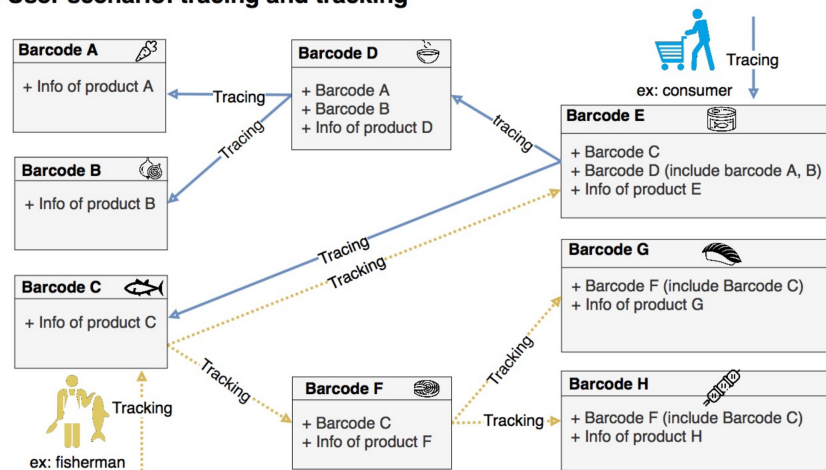 User scenario: tracing and tracking
Barcode A
+ Info of product A
Barcode D
+ Barcode A
+ Barcode B
+ Info of product D
Tracing
ex: consumer
Barcode E
+ Barcode C
+ Barcode D (include barcode A, B)
+ Info of product E
Tracing
Tracing
tracing
Barcode B
+ Info of product B
Tracing
Tracking
Barcode C
+ Info of product C
Barcode G
+ Barcode F (include Barcode C)
+ Info of product G
Tracking
Tracking
Barcode F
+ Barcode C
+ Info of product F
Tracking
Barcode H
+ Barcode F (include Barcode C)
+ Info of product H
Tracking
ex: fisherman